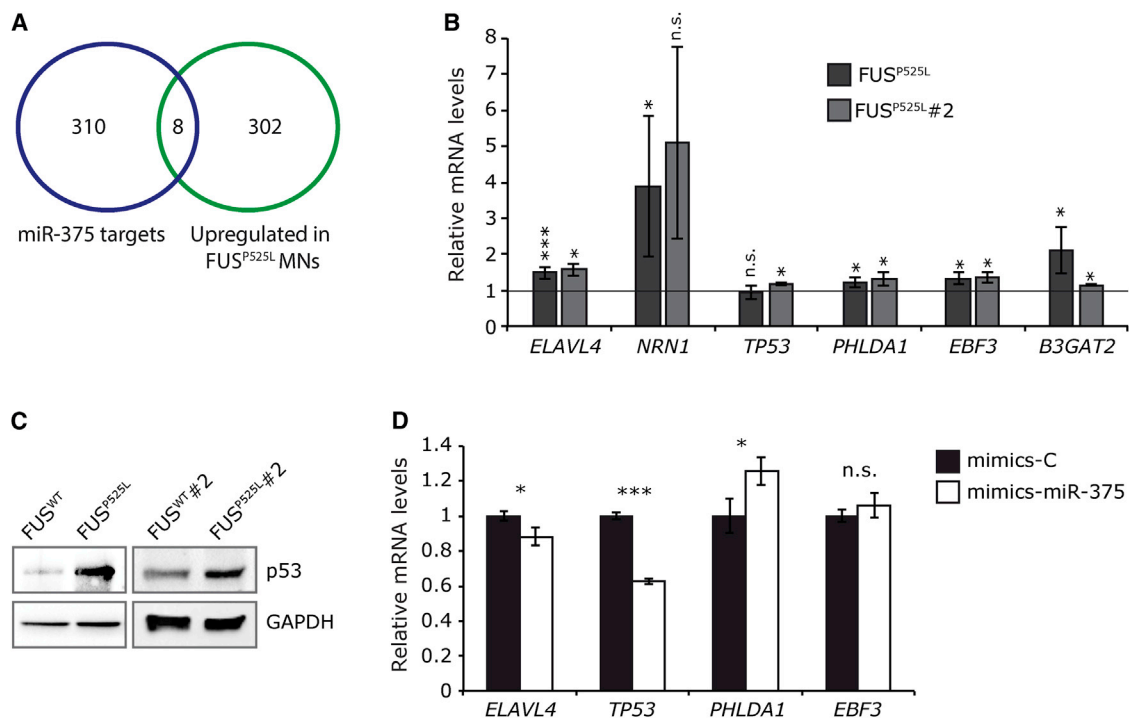 A
310
8
302
miR-375 targets
Upregulated in
FUSP525L MNs
B
Relative mRNA levels
8
7
6
5
4
3
2
1
0
***
*
*
n.s.
n.s.
*
*
*
*
*
*
*
FUSP525L
FUSP525L#2
ELAVL4 NRN1 TP53 PHLDA1 EBF3 B3GAT2
C
FUSWT FUSP525L FUSWT#2 FUSP525L#2
p53
GAPDH
D
Relative mRNA levels
1.4
1.2
1
0.8
0.6
0.4
0.2
0
*
***
*
n.s.
mimics-C
mimics-miR-375
ELAVL4 TP53 PHLDA1 EBF3